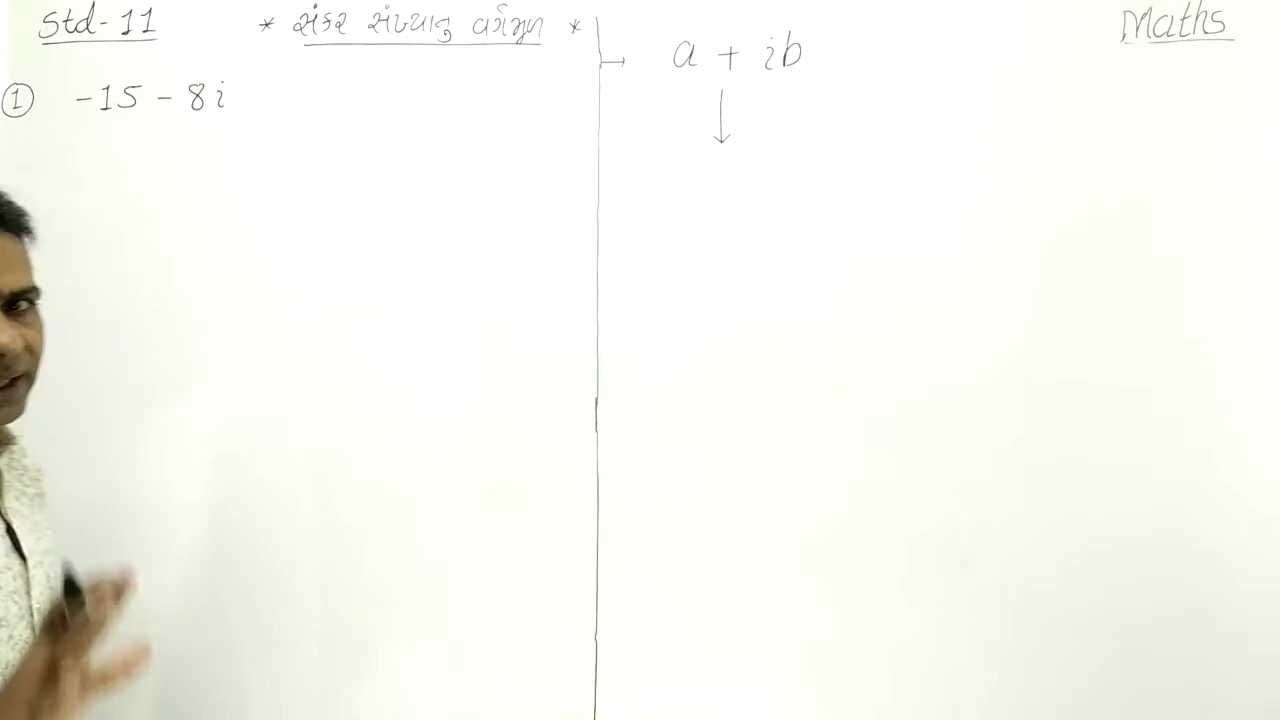 Std-11
* સંકર સંખ્યાનું વર્ગમૂળ *
Maths
① -15 - 8i
a + ib